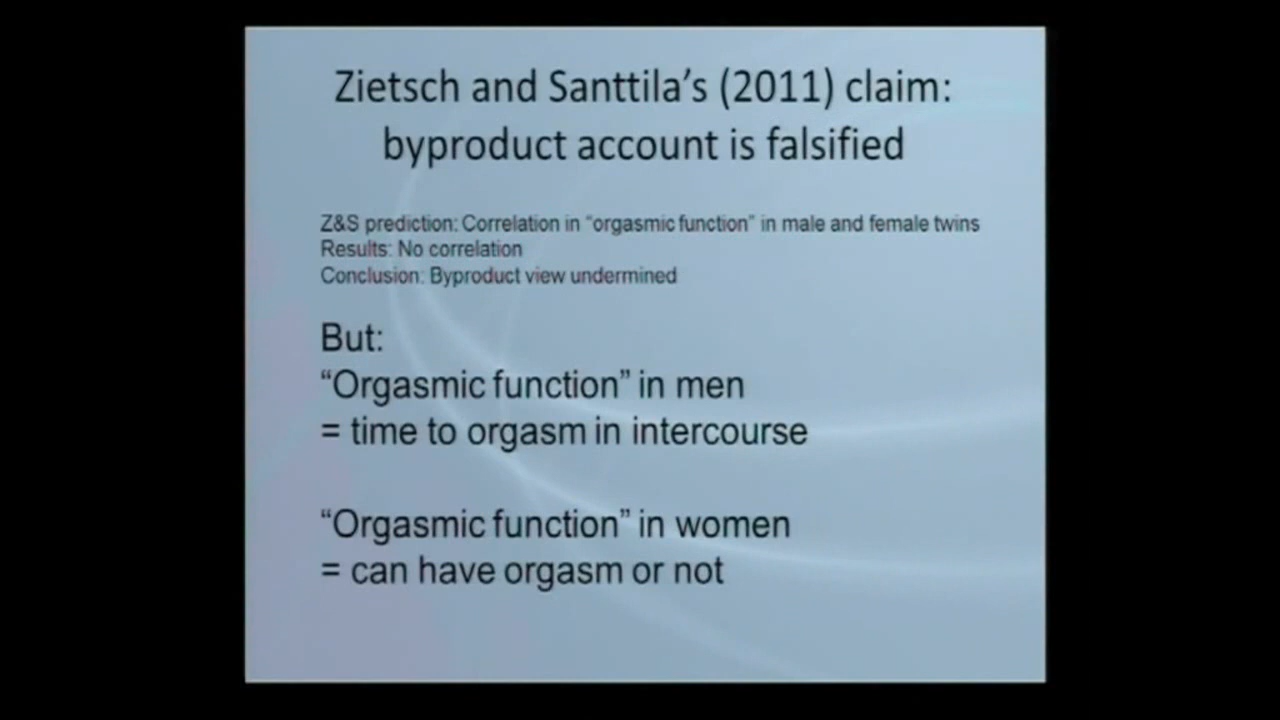 Zietsch and Santtila’s (2011) claim:
byproduct account is falsified
Z&S prediction: Correlation in “orgasmic function” in male and female twins
Results: No correlation
Conclusion: Byproduct view undermined
But:
“Orgasmic function” in men
= time to orgasm in intercourse
“Orgasmic function” in women
= can have orgasm or not